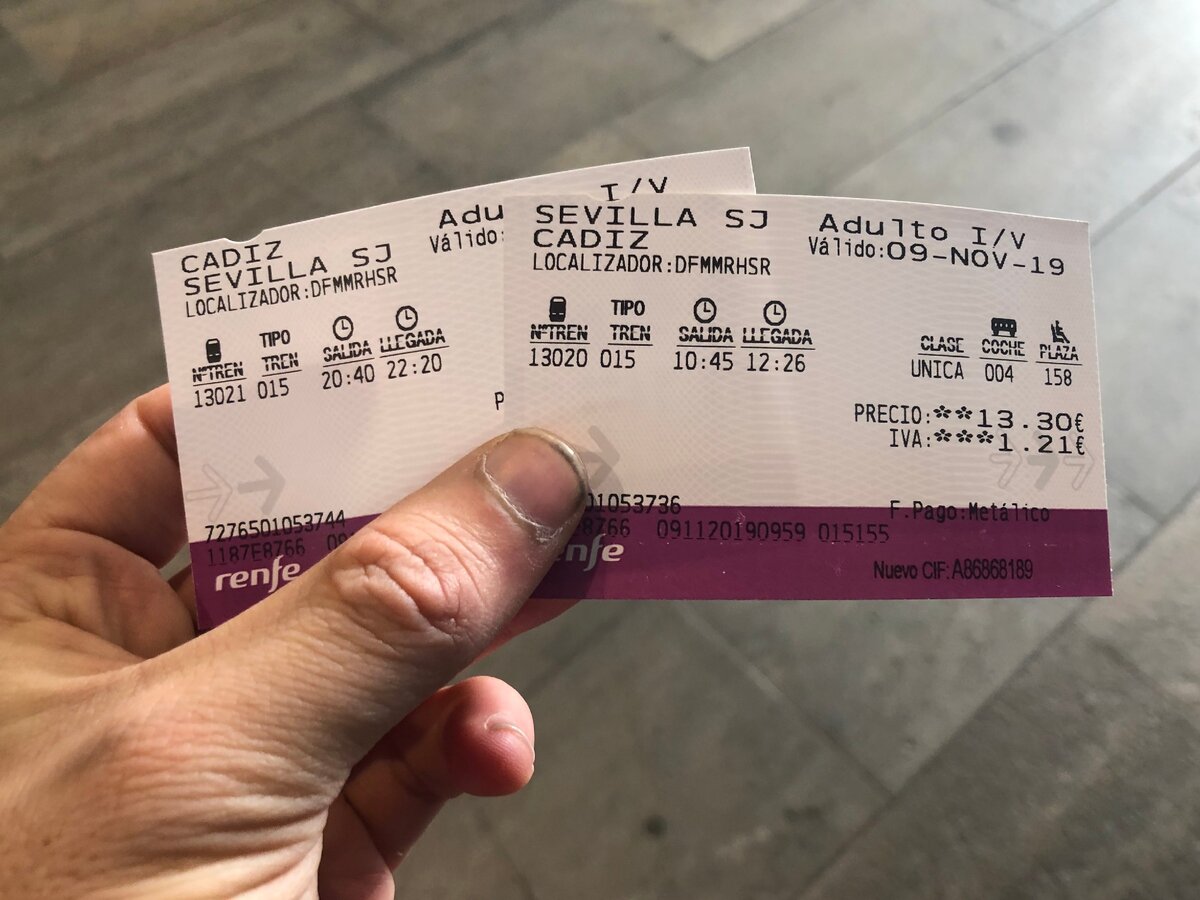 CADIZ
SEVILLA SJ
LOCALIZADOR:DFMMRHSR
I/V
Válido:
NºTREN TIPO TREN SALIDA LLEGADA
13021 015 20:40 22:20
7276501053744
1187E8766
renfe
SEVILLA SJ
CADIZ
LOCALIZADOR:DFMMRHSR
Adulto I/V
Válido:09-NOV-19
NºTREN TIPO TREN SALIDA LLEGADA CLASE COCHE PLAZA
13020 015 10:45 12:26 UNICA 004 158
PRECIO:**13.30€
IVA:***1.21€
01053736
F.Pago:Metálico
8766 091120190959 015155
enfe
Nuevo CIF:A86868189